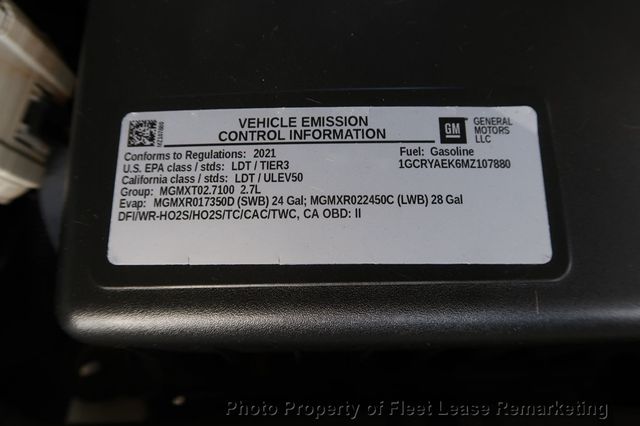 VEHICLE EMISSION
CONTROL INFORMATION
GM
GENERAL
MOTORS
LLC
MZ107880
Conforms to Regulations: 2021
Fuel: Gasoline
U.S. EPA class / stds: LDT / TIER3
1GCRYAEK6MZ107880
California class / stds: LDT / ULEV50
Group: MGMXT02.7100 2.7L
Evap: MGMXR017350D (SWB) 24 Gal; MGMXR022450C (LWB) 28 Gal
DFI/WR-HO2S/HO2S/TC/CAC/TWC, CA OBD: II
Photo Property of Fleet Lease Remarketing